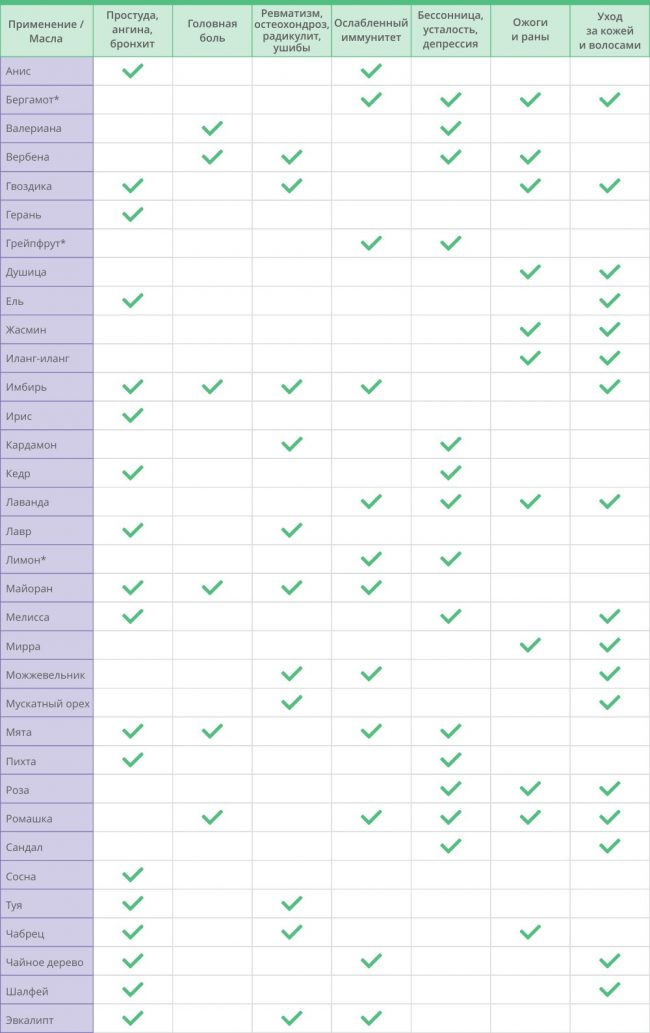 Применение /
Масла
Простуда,
ангина,
бронхит
Головная
боль
Ревматизм,
остеохондроз,
радикулит,
ушибы
Ослабленный
иммунитет
Бессонница,
усталость,
депрессия
Ожоги
и раны
Уход
за кожей
и волосами
Анис
Бергамот*
Валериана
Вербена
Гвоздика
Герань
Грейпфрут*
Душица
Ель
Жасмин
Иланг-иланг
Имбирь
Ирис
Кардамон
Кедр
Лаванда
Лавр
Лимон*
Майоран
Мелисса
Мирра
Можжевельник
Мускатный орех
Мята
Пихта
Роза
Ромашка
Сандал
Сосна
Туя
Чабрец
Чайное дерево
Шалфей
Эвкалипт